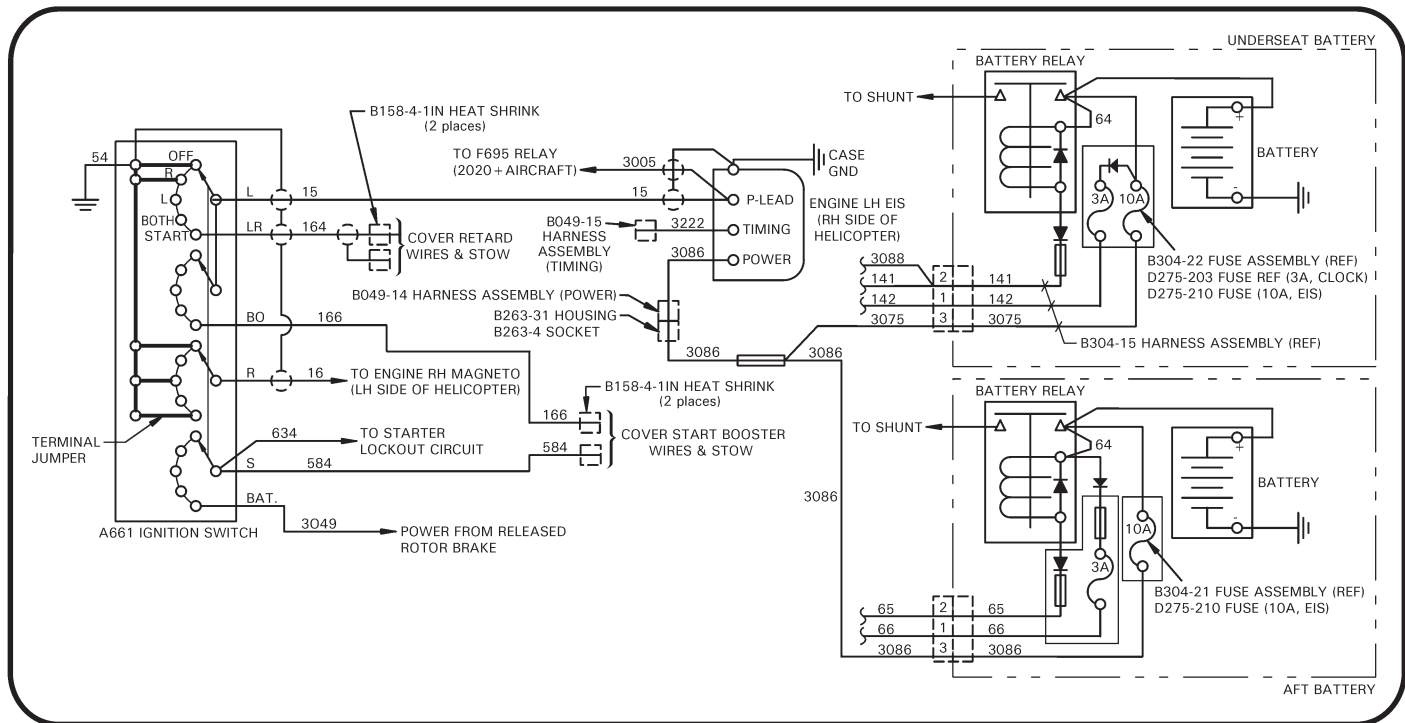 UNDERSEAT BATTERY
BATTERY RELAY
TO SHUNT
64
+
BATTERY
-
3A
10A
B304-22 FUSE ASSEMBLY (REF)
D275-203 FUSE REF (3A, CLOCK)
D275-210 FUSE (10A, EIS)
3088
141
2
141
142
1
142
3075
3
3075
B304-15 HARNESS ASSEMBLY (REF)
B158-4-1IN HEAT SHRINK
(2 places)
54
OFF
R
L
BOTH
START
L
15
LR
164
COVER RETARD
WIRES & STOW
TO F695 RELAY
(2020+AIRCRAFT)
3005
15
CASE
GND
P-LEAD
TIMING
POWER
ENGINE LH EIS
(RH SIDE OF
HELICOPTER)
B049-15
HARNESS
ASSEMBLY
(TIMING)
3222
3086
B049-14 HARNESS ASSEMBLY (POWER)
B263-31 HOUSING
B263-4 SOCKET
3086
3086
BO
166
R
16
TO ENGINE RH MAGNETO
(LH SIDE OF HELICOPTER)
B158-4-1IN HEAT SHRINK
(2 places)
166
584
COVER START BOOSTER
WIRES & STOW
TERMINAL
JUMPER
634
TO STARTER
LOCKOUT CIRCUIT
S
584
BAT.
3049
POWER FROM RELEASED
ROTOR BRAKE
A661 IGNITION SWITCH
3086
BATTERY RELAY
TO SHUNT
64
+
BATTERY
-
10A
3A
B304-21 FUSE ASSEMBLY (REF)
D275-210 FUSE (10A, EIS)
65
2
65
66
1
66
3086
3
3086
AFT BATTERY